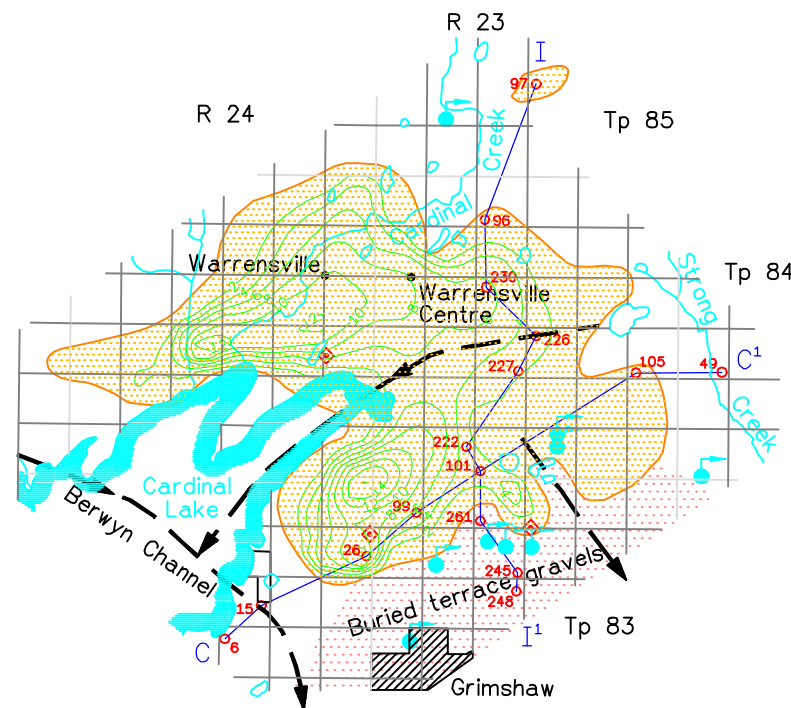 R 23
I
97
R 24
Tp 85
Creek
Cardinal
96
Warrensville
230
Warrensville
Centre
Strong
Tp 84
226
227
105
49
C¹
Creek
222
101
Cardinal
Lake
99
261
26
Berwyn Channel
245
248
Buried terrace gravels
15
6
C
I¹
Tp 83
Grimshaw